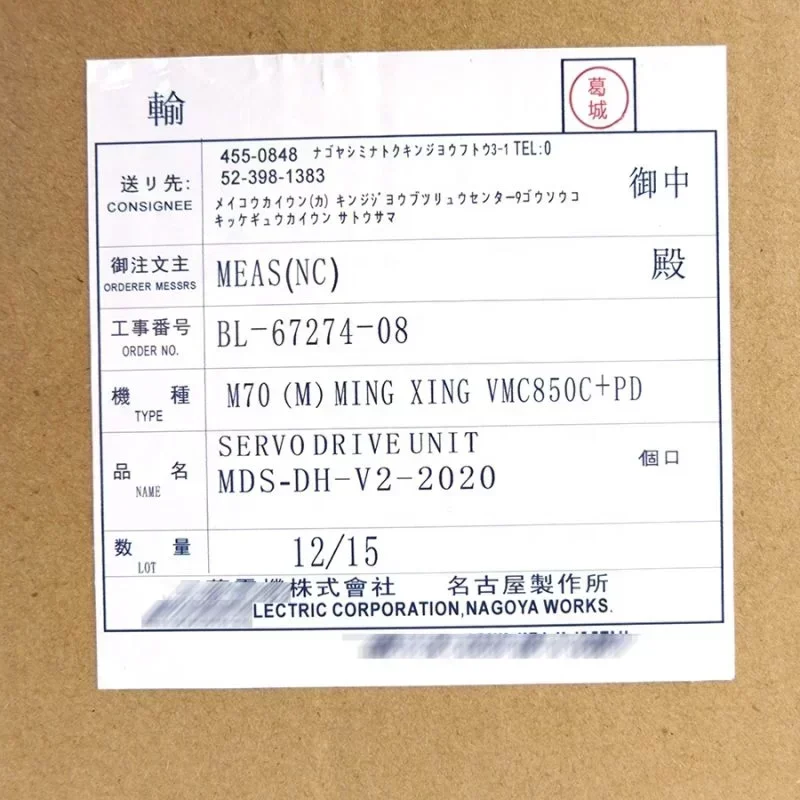 輸
葛
城
送リ先:
CONSIGNEE
455-0848 ナゴヤシミナトクキンジヨウフトウ3-1 TEL:0
52-398-1383
メイコウカイウン(カ) キンジジョウブツリュウセンター9ゴウソウコ
キッケギュウカイウン サトウサマ
御中
御注文主
ORDERER MESSRS
MEAS(NC)
殿
工事番号
ORDER NO.
BL-67274-08
機 種
TYPE
M70 (M) MING XING VMC850C+PD
品 名
NAME
SERVO DRIVE UNIT
MDS-DH-V2-2020
個口
数 量
LOT
12/15
機株式會社 名古屋製作所
LECTRIC CORPORATION,NAGOYA WORKS.